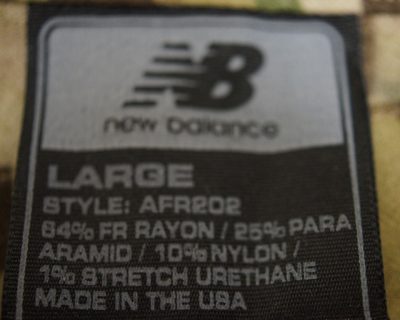 NB
new balance
LARGE
STYLE: AFR202
64% FR RAYON / 25% PARA
ARAMID / 10% NYLON /
1% STRETCH URETHANE
MADE IN THE USA